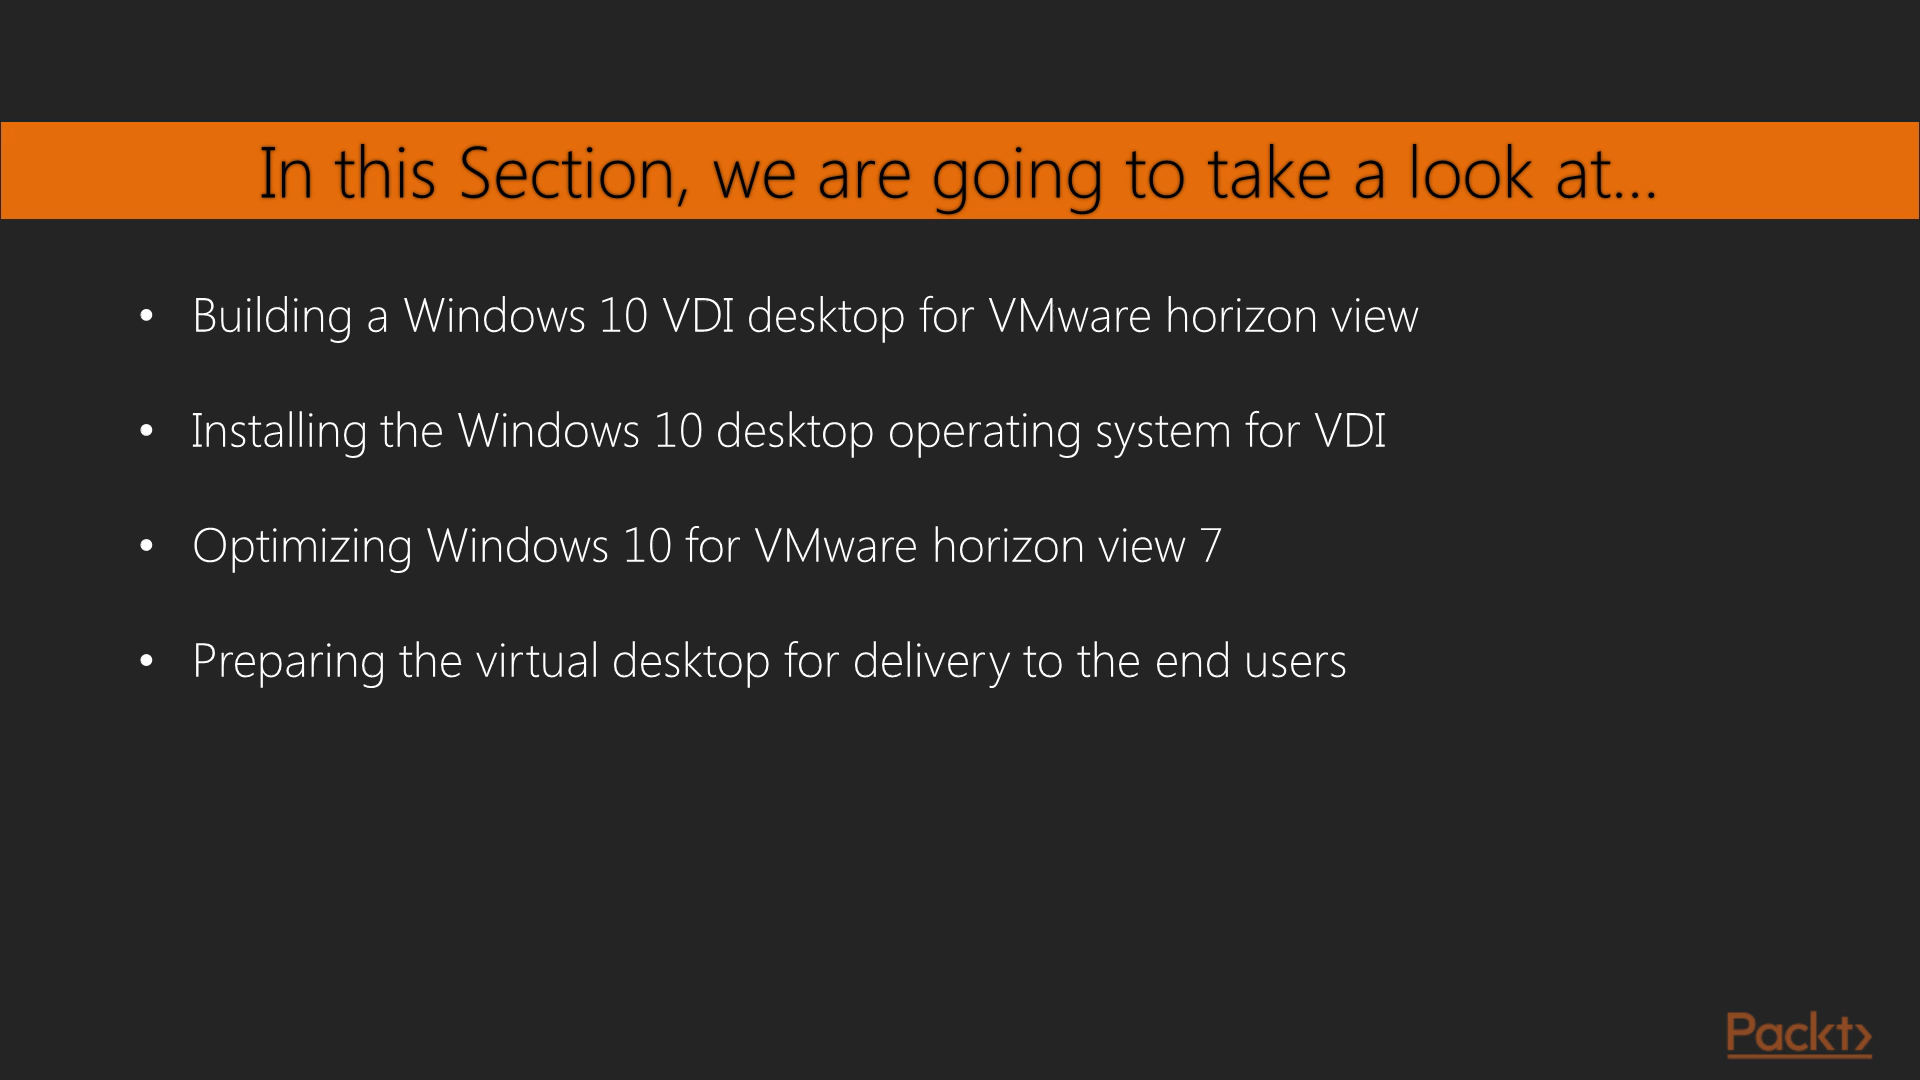 In this Section, we are going to take a look at...
• Building a Windows 10 VDI desktop for VMware horizon view
• Installing the Windows 10 desktop operating system for VDI
• Optimizing Windows 10 for VMware horizon view 7
• Preparing the virtual desktop for delivery to the end users
Packt>